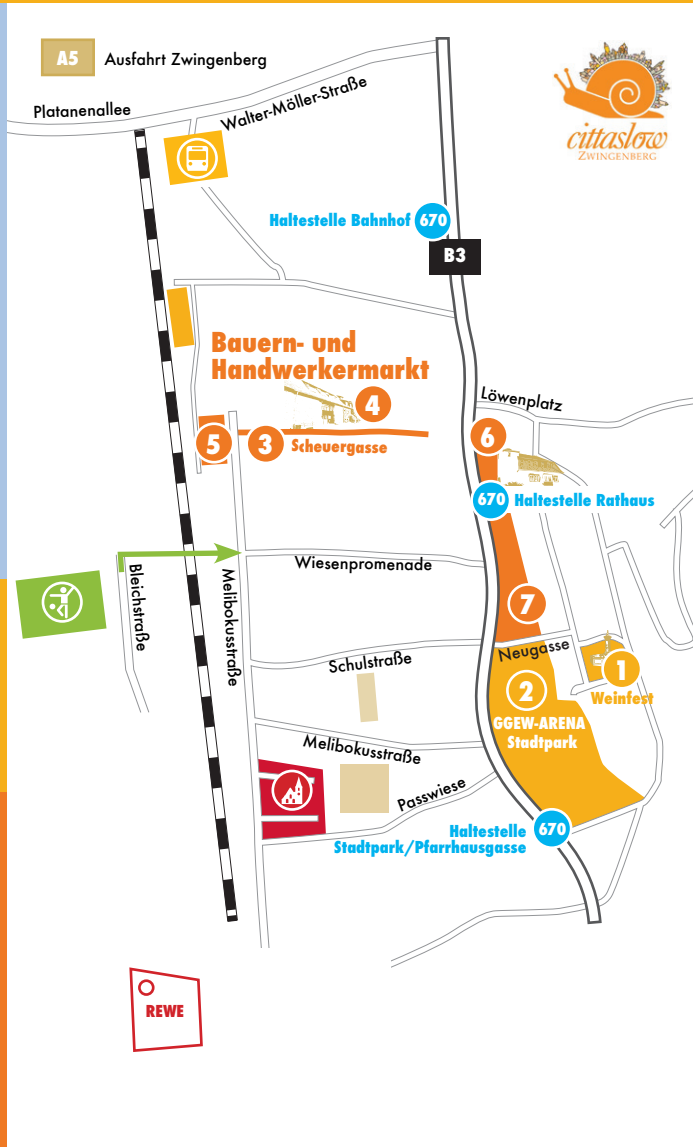 A5 Ausfahrt Zwingenberg
cittaslow
ZWINGENBERG
Platanenallee
Walter-Möller-Straße
Haltestelle Bahnhof 670
B3
Bauern- und
Handwerkermarkt
4
Löwenplatz
5
3
Scheuergasse
6
670 Haltestelle Rathaus
Wiesenpromenade
Bleichstraße
Melibokusstraße
7
Neugasse
Schulstraße
1
Weinfest
2
GGEW-ARENA
Stadtpark
Melibokusstraße
Passwiese
Haltestelle
Stadtpark/Pfarrhausgasse
670
REWE